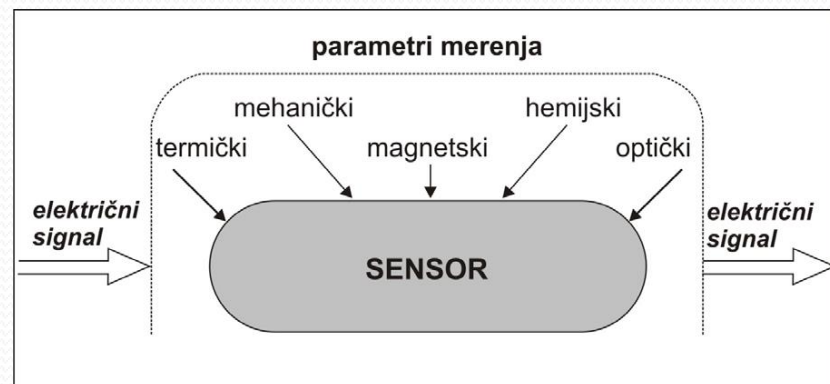 parametri merenja
mehanički
hemijski
termički
magnetski
optički
električni
signal
SENSOR
električni
signal